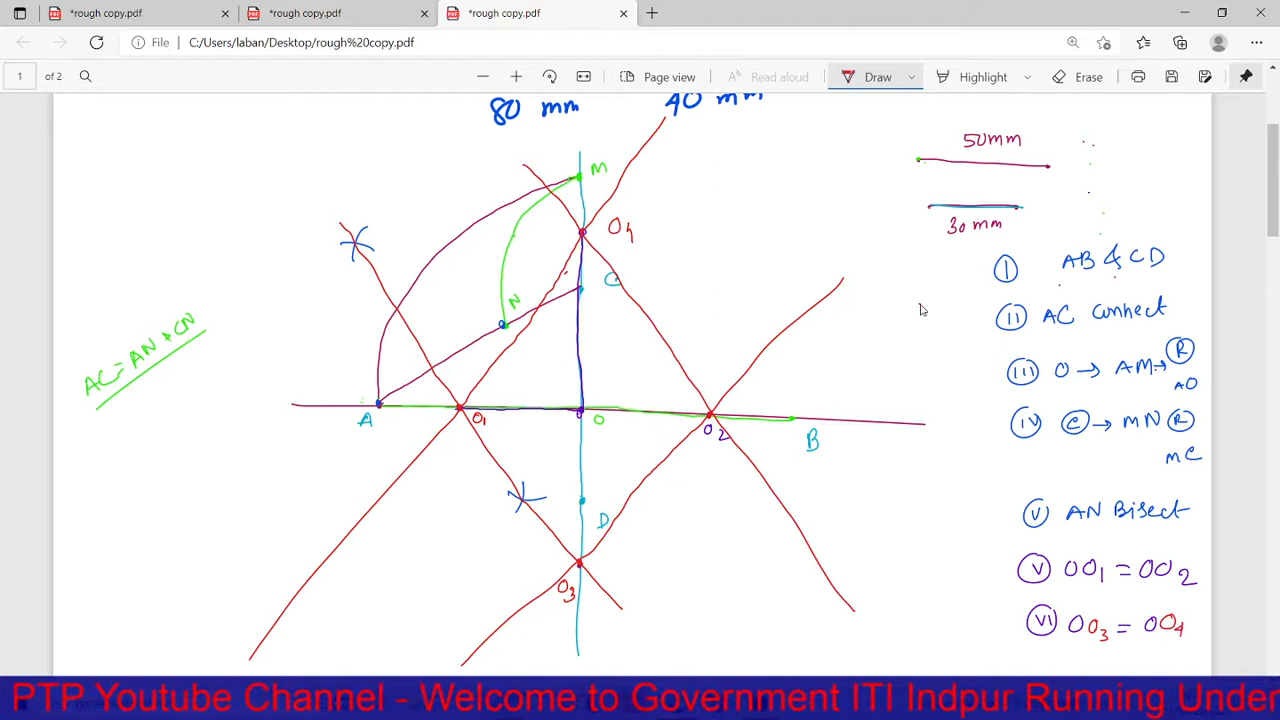 *rough copy.pdf
*rough copy.pdf
*rough copy.pdf
File
C:/Users/laban/Desktop/rough%20copy.pdf
1
of 2
Page view
Read aloud
Draw
Highlight
Erase
80 mm
40 mm
50mm
30 mm
M
O4
C
N
AC = AN + CN
A
O1
O
O2
B
D
O3
I AB & CD
II AC Connect
III O → AM → R
AO
IV C → MN R
MC
V AN Bisect
V OO1 = OO2
VI OO3 = OO4
PTP Youtube Channel - Welcome to Government ITI Indpur Running Under